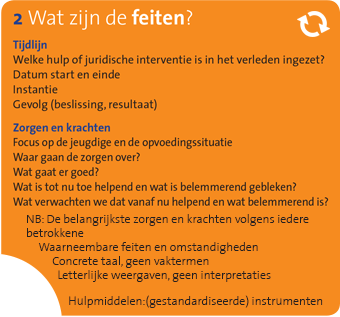 2 Wat zijn de feiten?
Tijdlijn
Welke hulp of juridische interventie is in het verleden ingezet?
Datum start en einde
Instantie
Gevolg (beslissing, resultaat)
Zorgen en krachten
Focus op de jeugdige en de opvoedingssituatie
Waar gaan de zorgen over?
Wat gaat er goed?
Wat is tot nu toe helpend en wat is belemmerend gebleken?
Wat verwachten we dat vanaf nu helpend en wat belemmerend is?
NB: De belangrijkste zorgen en krachten volgens iedere
betrokkene
Waarneembare feiten en omstandigheden
Concrete taal, geen vaktermen
Letterlijke weergaven, geen interpretaties
Hulpmiddelen:(gestandardiseerde) instrumenten